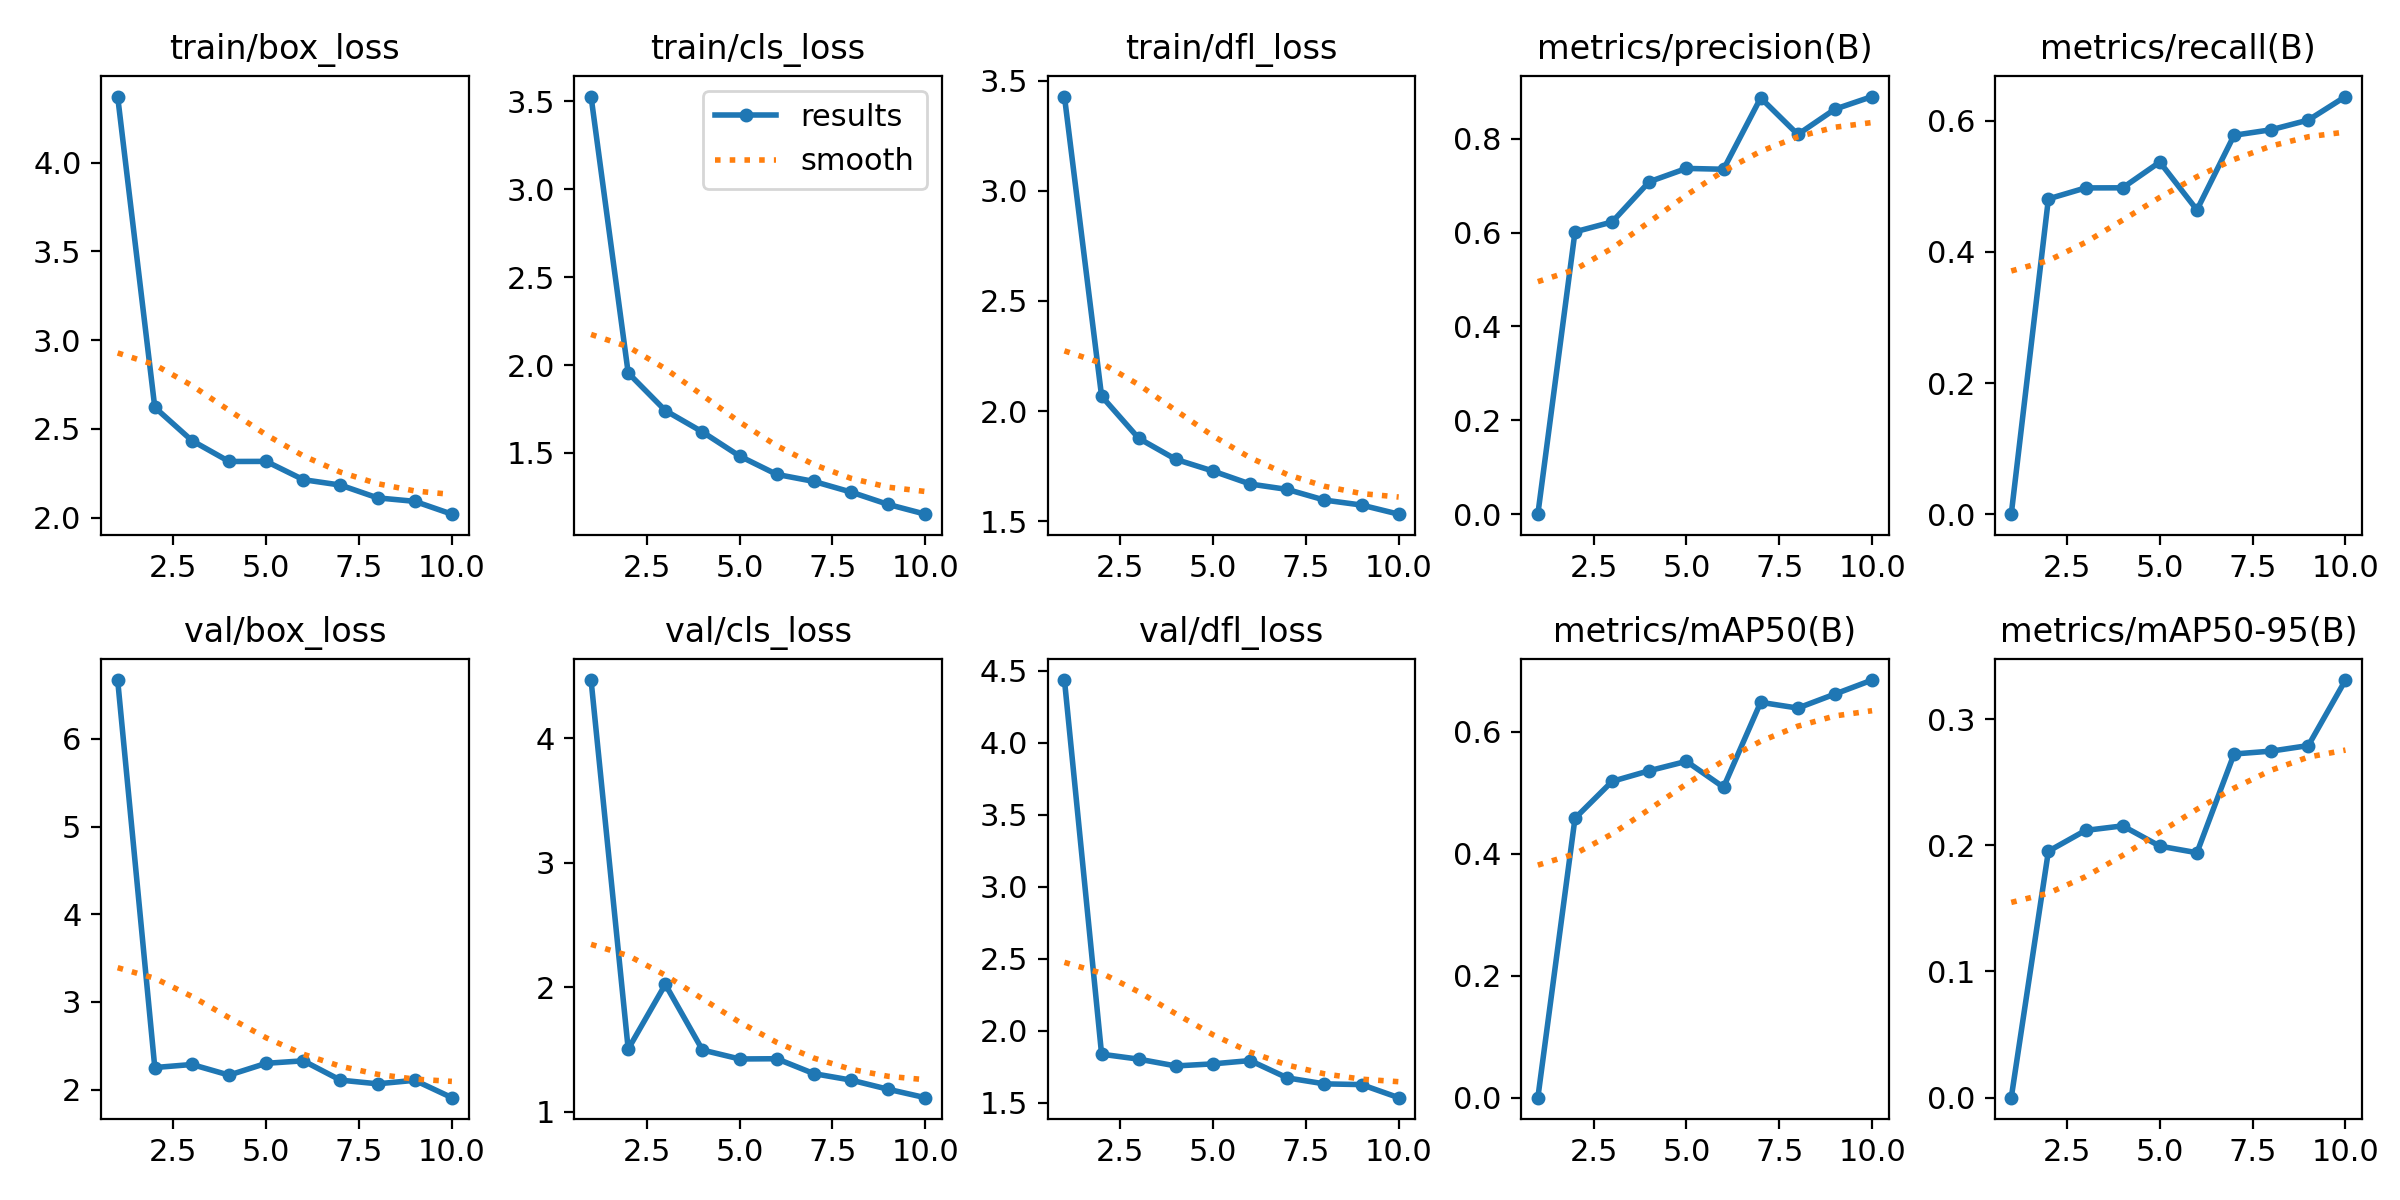 train/box_loss
4.0
3.5
3.0
2.5
2.0
2.5 5.0 7.5 10.0
train/cls_loss
results
smooth
3.5
3.0
2.5
2.0
1.5
2.5 5.0 7.5 10.0
train/dfl_loss
3.5
3.0
2.5
2.0
1.5
2.5 5.0 7.5 10.0
metrics/precision(B)
0.8
0.6
0.4
0.2
0.0
2.5 5.0 7.5 10.0
metrics/recall(B)
0.6
0.4
0.2
0.0
2.5 5.0 7.5 10.0
val/box_loss
6
5
4
3
2
2.5 5.0 7.5 10.0
val/cls_loss
4
3
2
1
2.5 5.0 7.5 10.0
val/dfl_loss
4.5
4.0
3.5
3.0
2.5
2.0
1.5
2.5 5.0 7.5 10.0
metrics/mAP50(B)
0.6
0.4
0.2
0.0
2.5 5.0 7.5 10.0
metrics/mAP50-95(B)
0.3
0.2
0.1
0.0
2.5 5.0 7.5 10.0